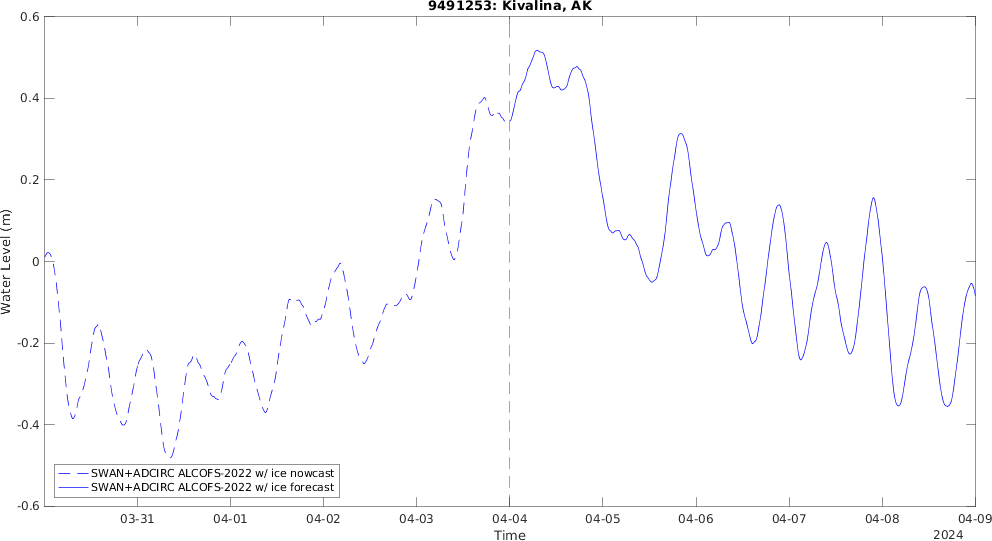 9491253: Kivalina, AK
0.6
0.4
0.2
0
-0.2
-0.4
-0.6
Water Level (m)
SWAN+ADCIRC ALCOFS-2022 w/ ice nowcast
SWAN+ADCIRC ALCOFS-2022 w/ ice forecast
03-31 04-01 04-02 04-03 04-04 04-05 04-06 04-07 04-08 04-09
Time
2024